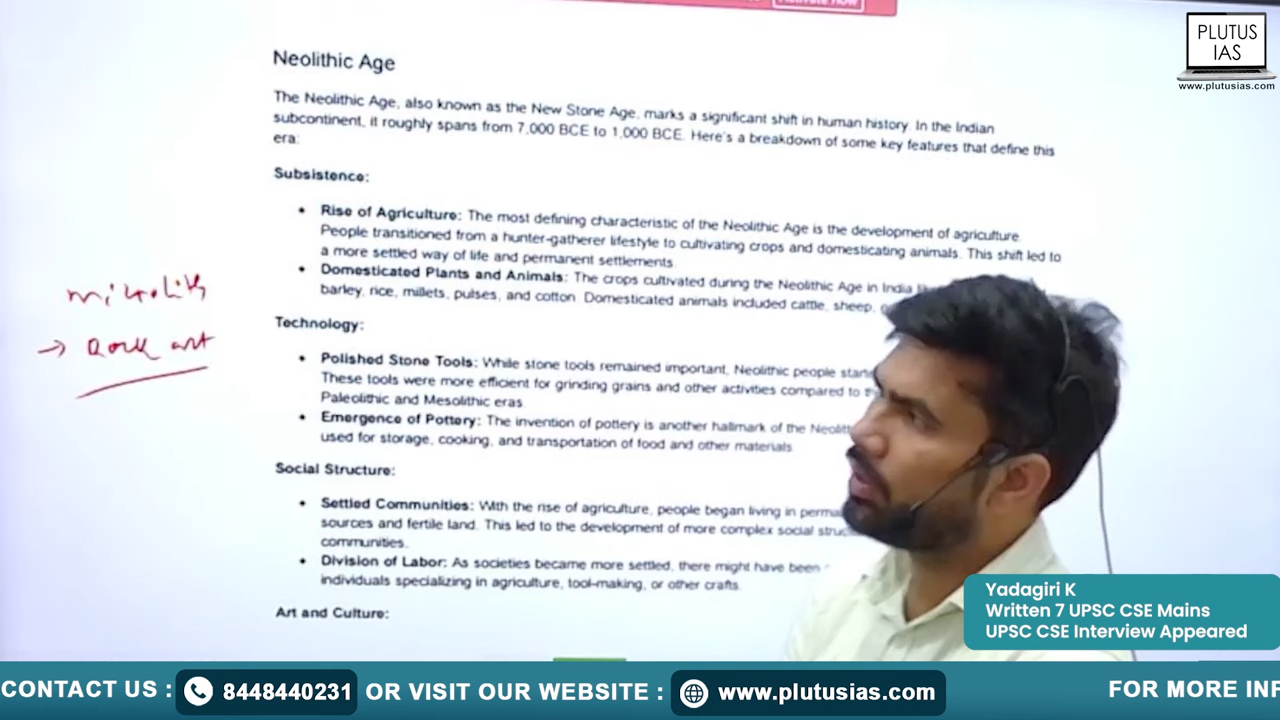 PLUTUS
IAS
www.plutusias.com
Neolithic Age
The Neolithic Age, also known as the New Stone Age, marks a significant shift in human history. In the Indian
subcontinent, it roughly spans from 7,000 BCE to 1,000 BCE. Here's a breakdown of some key features that define this
era:
Subsistence:
• Rise of Agriculture: The most defining characteristic of the Neolithic Age is the development of agriculture.
People transitioned from a hunter-gatherer lifestyle to cultivating crops and domesticating animals. This shift led to
a more settled way of life and permanent settlements.
• Domesticated Plants and Animals: The crops cultivated during the Neolithic Age in India
barley, rice, millets, pulses, and cotton. Domesticated animals included cattle, sheep,
Technology:
• Polished Stone Tools: While stone tools remained important, Neolithic people
These tools were more efficient for grinding grains and other activities compared to
Paleolithic and Mesolithic eras.
• Emergence of Pottery: The invention of pottery is another hallmark of the
used for storage, cooking, and transportation of food and other materials.
Social Structure:
• Settled Communities: With the rise of agriculture, people began living in
sources and fertile land. This led to the development of more complex social
communities.
• Division of Labor: As societies became more settled, there might have been
individuals specializing in agriculture, tool-making, or other crafts.
Art and Culture:
→ Rock art
Yadagiri K
Written 7 UPSC CSE Mains
UPSC CSE Interview Appeared
CONTACT US : 8448440231 OR VISIT OUR WEBSITE : www.plutusias.com FOR MORE INF